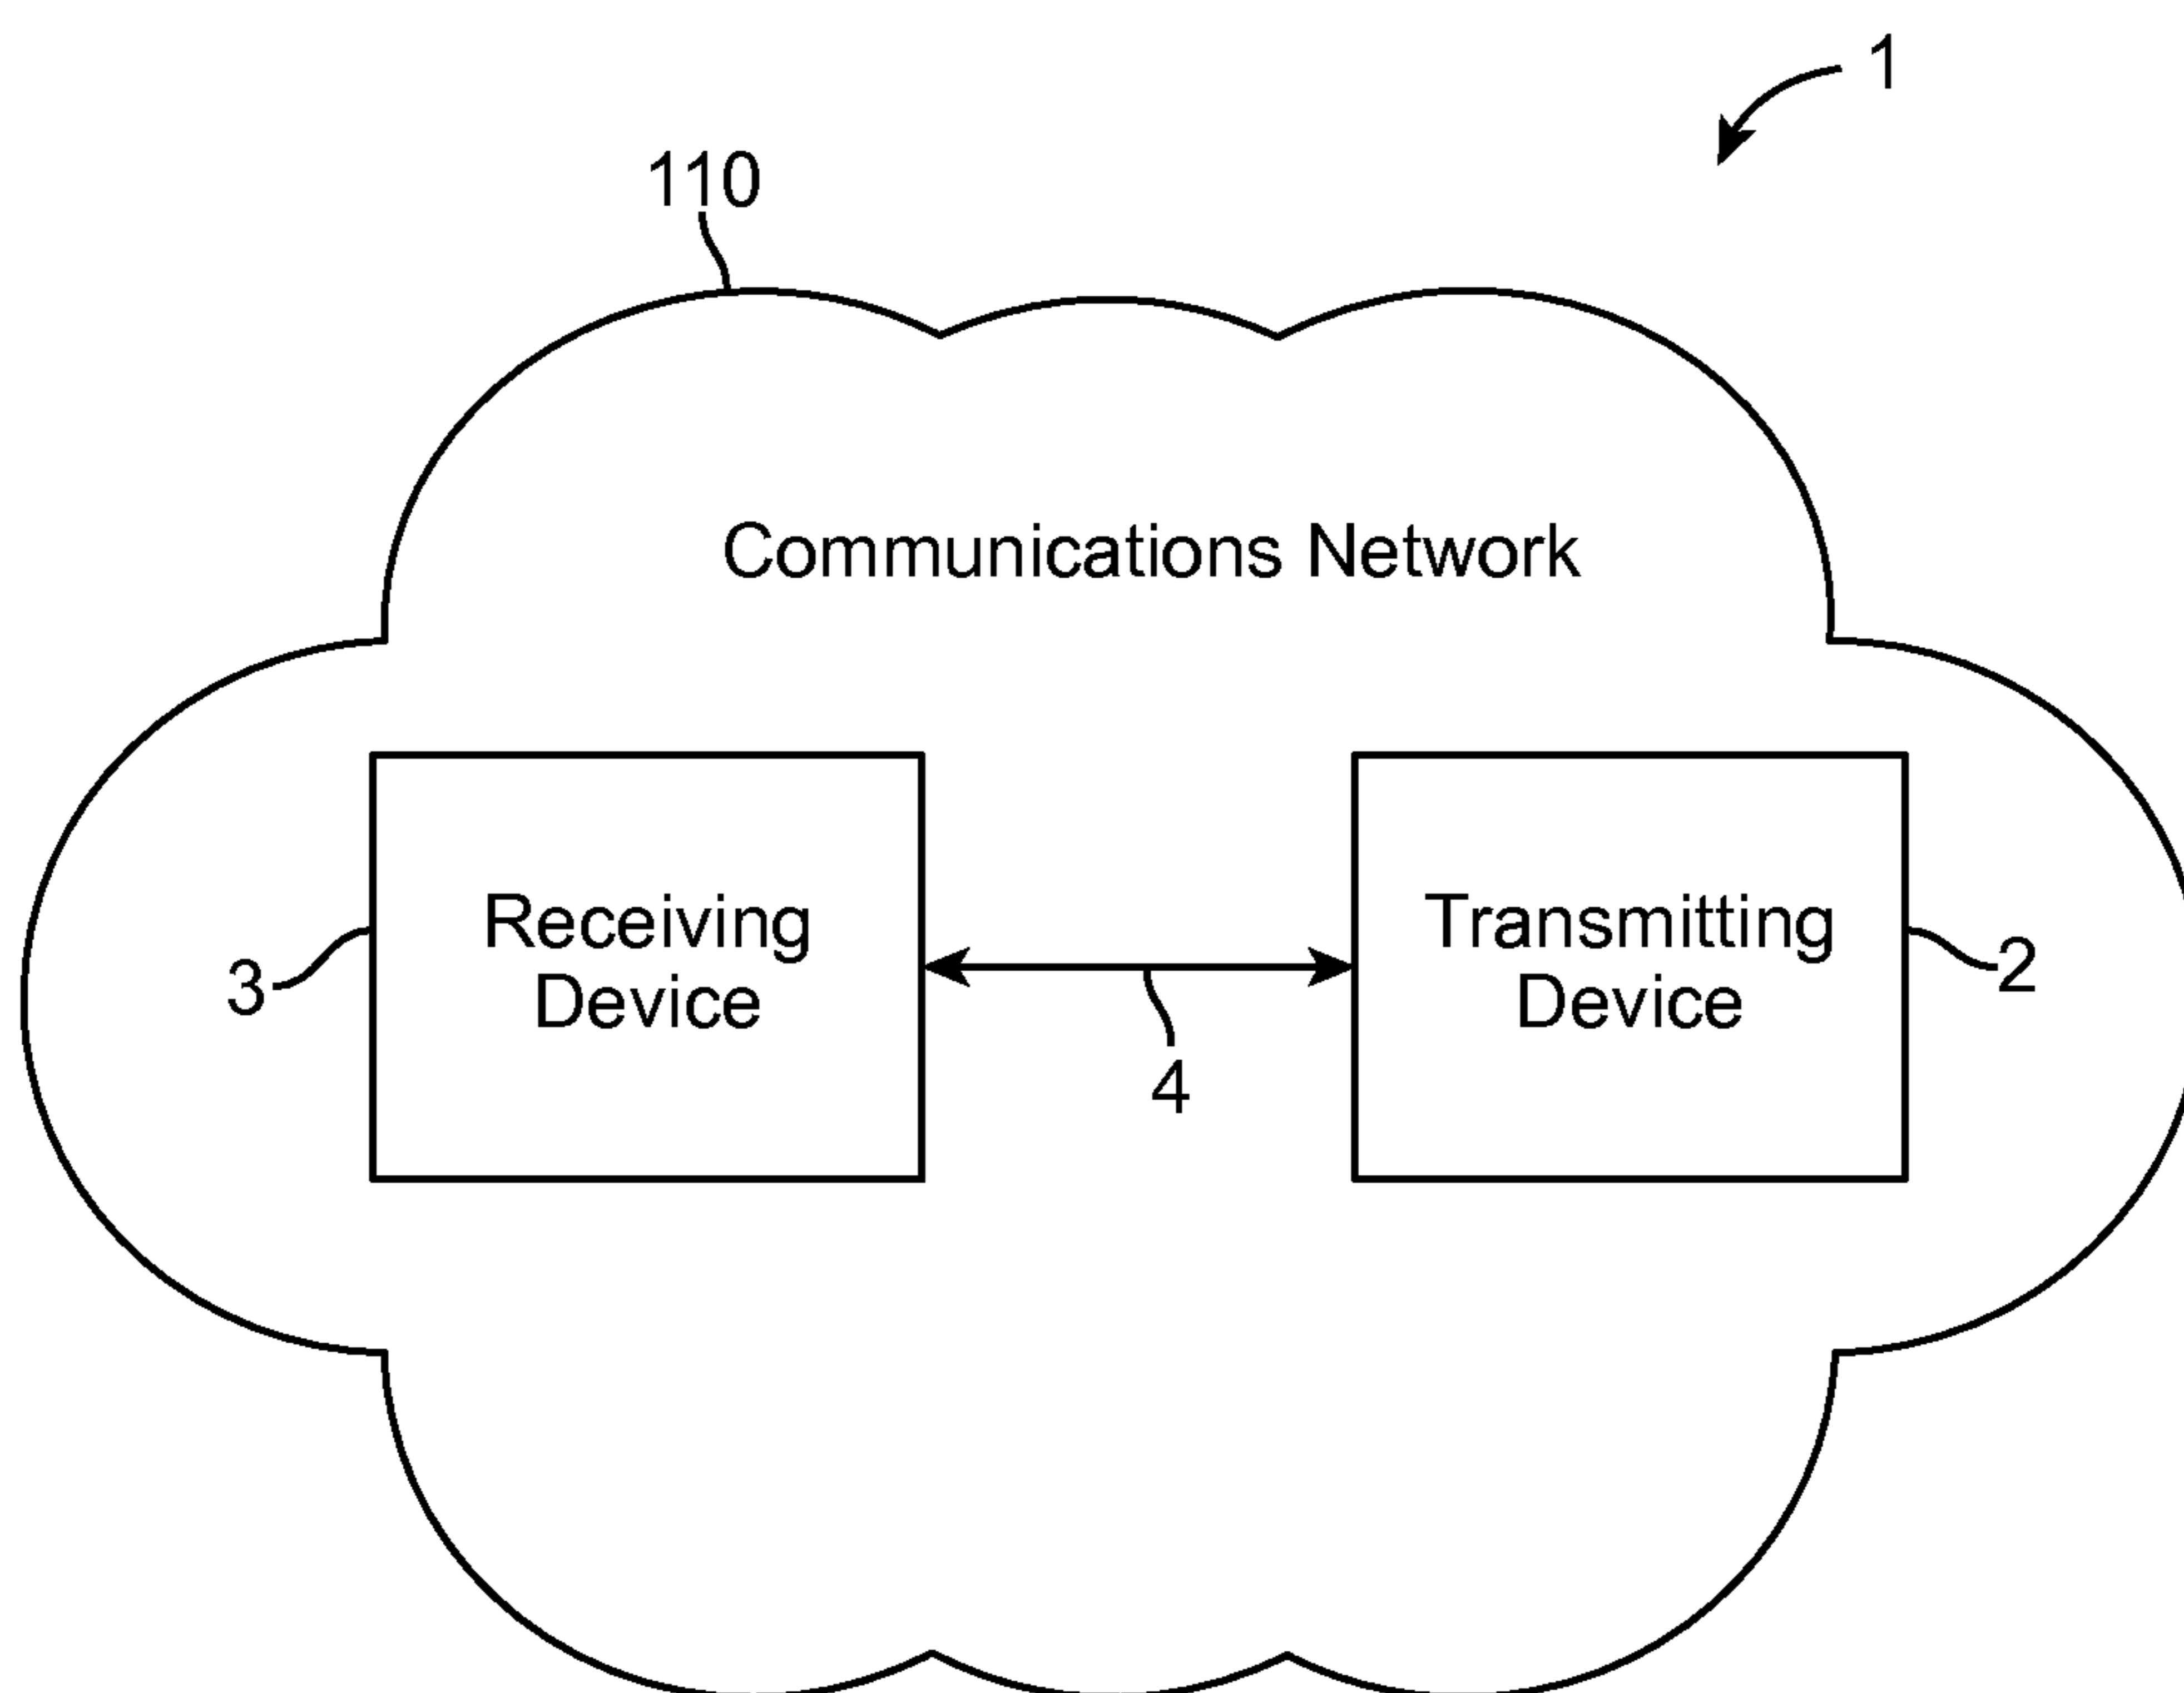 1
110
Communications Network
Receiving
Device
Transmitting
Device
3
2
4